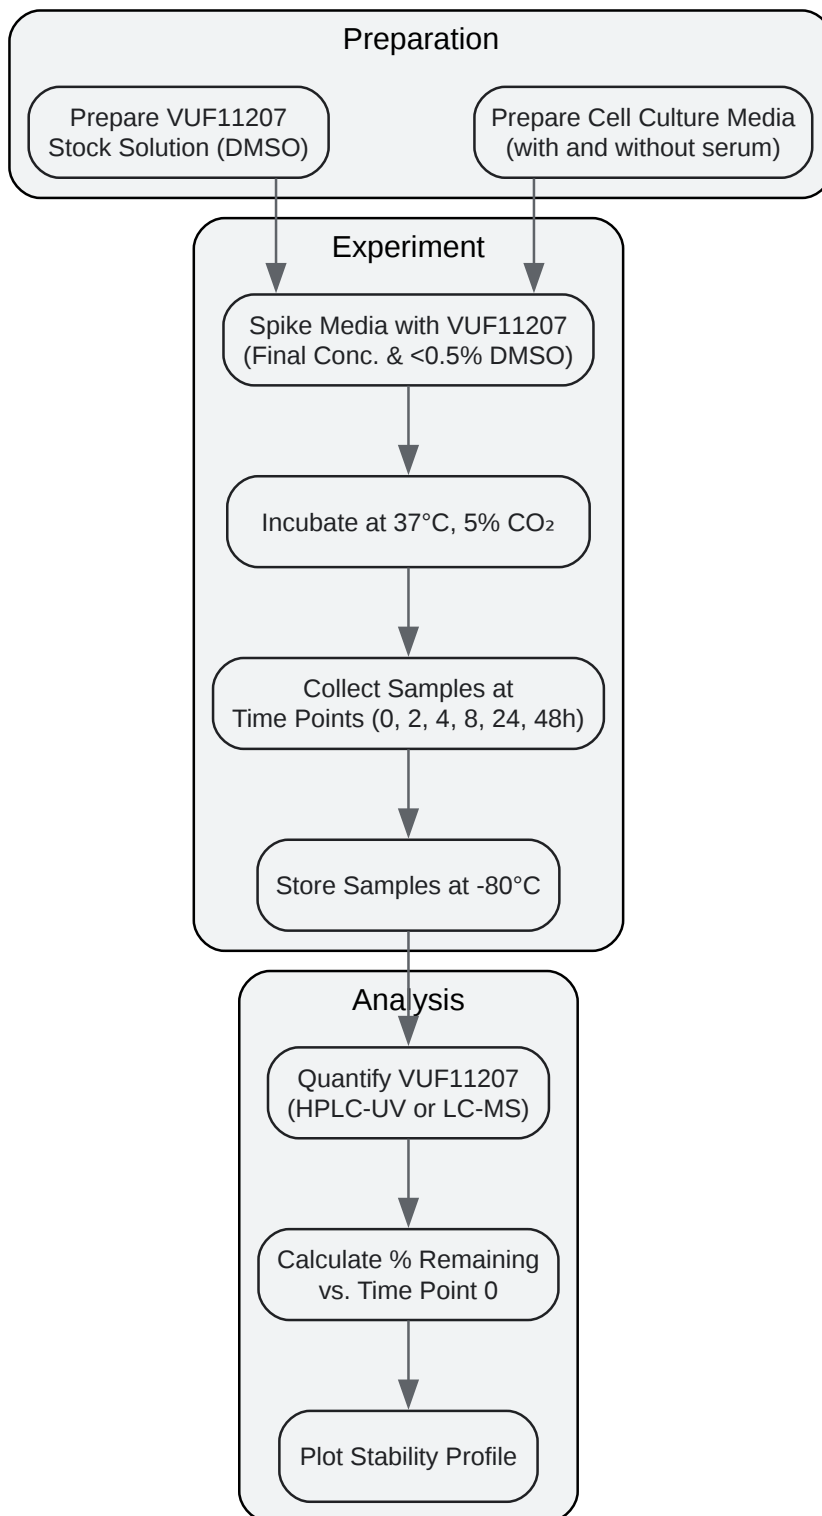 Preparation
Prepare VUF11207
Stock Solution (DMSO)
Prepare Cell Culture Media
(with and without serum)
Experiment
Spike Media with VUF11207
(Final Conc. & <0.5% DMSO)
Incubate at 37°C, 5% CO₂
Collect Samples at
Time Points (0, 2, 4, 8, 24, 48h)
Store Samples at -80°C
Analysis
Quantify VUF11207
(HPLC-UV or LC-MS)
Calculate % Remaining
vs. Time Point 0
Plot Stability Profile